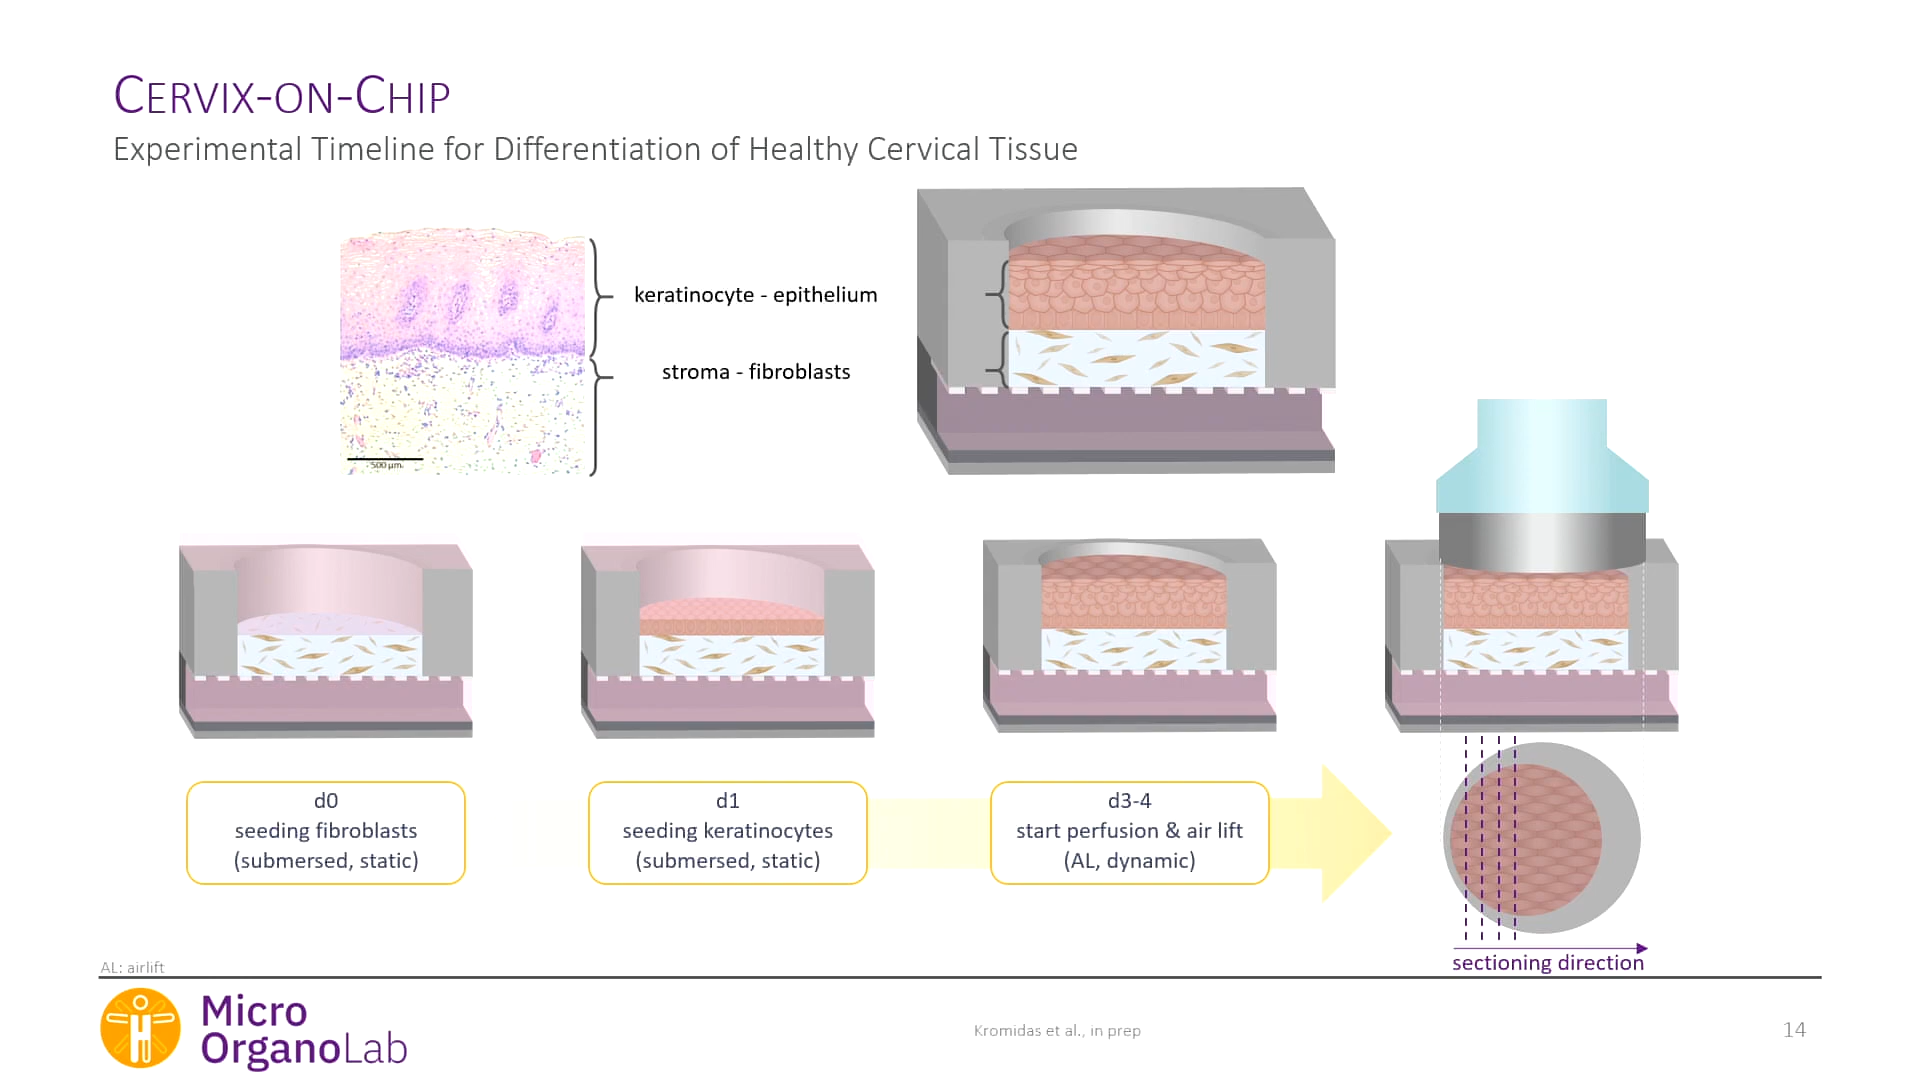 CERVIX-ON-CHIP
Experimental Timeline for Differentiation of Healthy Cervical Tissue
keratinocyte - epithelium
stroma - fibroblasts
500 µm
d0
seeding fibroblasts
(submersed, static)
d1
seeding keratinocytes
(submersed, static)
d3-4
start perfusion & air lift
(AL, dynamic)
sectioning direction
AL: airlift
Micro
OrganoLab
Kromidas et al., in prep
14